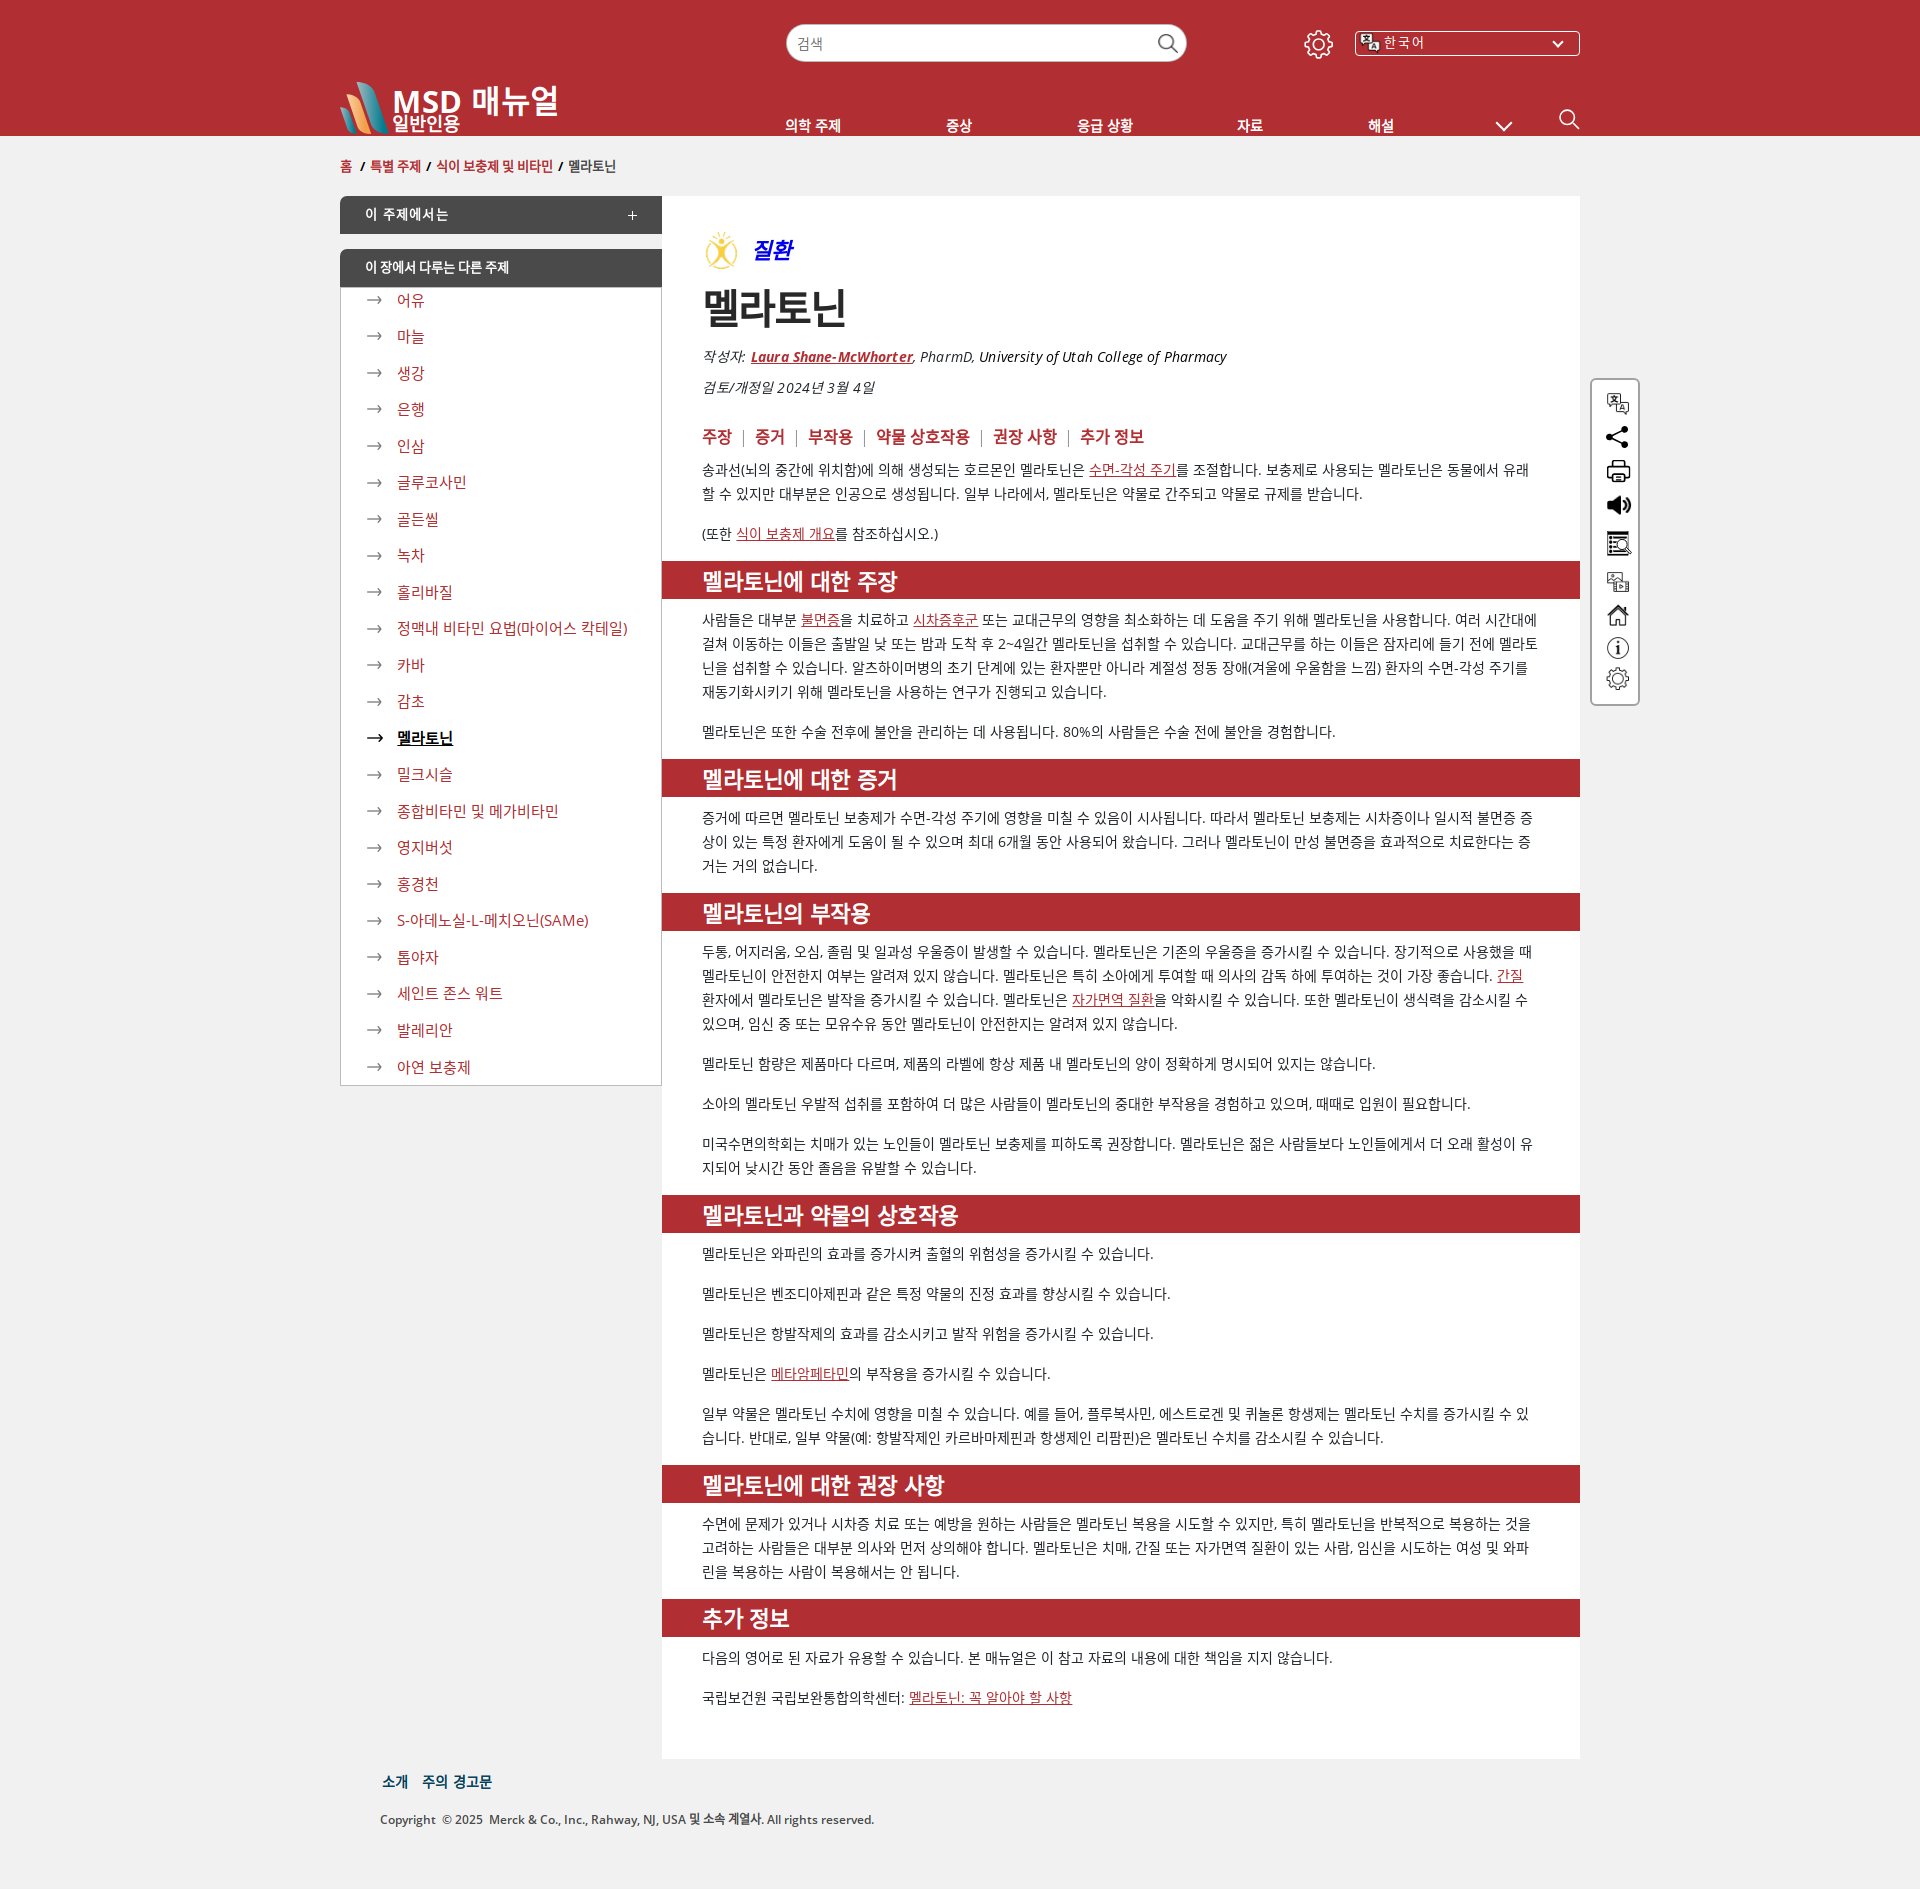 검색
한국어
MSD 매뉴얼
일반인용
의학 주제 증상 응급 상황 자료 해설
홈 / 특별 주제 / 식이 보충제 및 비타민 / 멜라토닌
이 주제에서는
이 장에서 다루는 다른 주제
어유
마늘
생강
은행
인삼
글루코사민
골든씰
녹차
홀리바질
정맥내 비타민 요법(마이어스 칵테일)
카바
감초
멜라토닌
밀크시슬
종합비타민 및 메가비타민
영지버섯
홍경천
S-아데노실-L-메치오닌(SAMe)
톱야자
세인트 존스 워트
발레리안
아연 보충제
질환
멜라토닌
작성자: Laura Shane-McWhorter, PharmD, University of Utah College of Pharmacy
검토/개정일 2024년 3월 4일
주장 | 증거 | 부작용 | 약물 상호작용 | 권장 사항 | 추가 정보
송과선(뇌의 중간에 위치함)에 의해 생성되는 호르몬인 멜라토닌은 수면-각성 주기를 조절합니다. 보충제로 사용되는 멜라토닌은 동물에서 유래
할 수 있지만 대부분은 인공으로 생성됩니다. 일부 나라에서, 멜라토닌은 약물로 간주되고 약물로 규제를 받습니다.
(또한 식이 보충제 개요를 참조하십시오.)
멜라토닌에 대한 주장
사람들은 대부분 불면증을 치료하고 시차증후군 또는 교대근무의 영향을 최소화하는 데 도움을 주기 위해 멜라토닌을 사용합니다. 여러 시간대에
걸쳐 이동하는 이들은 출발일 낮 또는 밤과 도착 후 2~4일간 멜라토닌을 섭취할 수 있습니다. 교대근무를 하는 이들은 잠자리에 들기 전에 멜라토
닌을 섭취할 수 있습니다. 알츠하이머병의 초기 단계에 있는 환자뿐만 아니라 계절성 정동 장애(겨울에 우울함을 느낌) 환자의 수면-각성 주기를
재동기화시키기 위해 멜라토닌을 사용하는 연구가 진행되고 있습니다.
멜라토닌은 또한 수술 전후에 불안을 관리하는 데 사용됩니다. 80%의 사람들은 수술 전에 불안을 경험합니다.
멜라토닌에 대한 증거
증거에 따르면 멜라토닌 보충제가 수면-각성 주기에 영향을 미칠 수 있음이 시사됩니다. 따라서 멜라토닌 보충제는 시차증이나 일시적 불면증 증
상이 있는 특정 환자에게 도움이 될 수 있으며 최대 6개월 동안 사용되어 왔습니다. 그러나 멜라토닌이 만성 불면증을 효과적으로 치료한다는 증
거는 거의 없습니다.
멜라토닌의 부작용
두통, 어지러움, 오심, 졸림 및 일과성 우울증이 발생할 수 있습니다. 멜라토닌은 기존의 우울증을 증가시킬 수 있습니다. 장기적으로 사용했을 때
멜라토닌이 안전한지 여부는 알려져 있지 않습니다. 멜라토닌은 특히 소아에게 투여할 때 의사의 감독 하에 투여하는 것이 가장 좋습니다. 간질
환자에서 멜라토닌은 발작을 증가시킬 수 있습니다. 멜라토닌은 자가면역 질환을 악화시킬 수 있습니다. 또한 멜라토닌이 생식력을 감소시킬 수
있으며, 임신 중 또는 모유수유 동안 멜라토닌이 안전한지는 알려져 있지 않습니다.
멜라토닌 함량은 제품마다 다르며, 제품의 라벨에 항상 제품 내 멜라토닌의 양이 정확하게 명시되어 있지는 않습니다.
소아의 멜라토닌 우발적 섭취를 포함하여 더 많은 사람들이 멜라토닌의 중대한 부작용을 경험하고 있으며, 때때로 입원이 필요합니다.
미국수면의학회는 치매가 있는 노인들이 멜라토닌 보충제를 피하도록 권장합니다. 멜라토닌은 젊은 사람들보다 노인들에게서 더 오래 활성이 유
지되어 낮시간 동안 졸음을 유발할 수 있습니다.
멜라토닌과 약물의 상호작용
멜라토닌은 와파린의 효과를 증가시켜 출혈의 위험성을 증가시킬 수 있습니다.
멜라토닌은 벤조디아제핀과 같은 특정 약물의 진정 효과를 향상시킬 수 있습니다.
멜라토닌은 항발작제의 효과를 감소시키고 발작 위험을 증가시킬 수 있습니다.
멜라토닌은 메타암페타민의 부작용을 증가시킬 수 있습니다.
일부 약물은 멜라토닌 수치에 영향을 미칠 수 있습니다. 예를 들어, 플루복사민, 에스트로겐 및 퀴놀론 항생제는 멜라토닌 수치를 증가시킬 수 있
습니다. 반대로, 일부 약물(예: 항발작제인 카르바마제핀과 항생제인 리팜핀)은 멜라토닌 수치를 감소시킬 수 있습니다.
멜라토닌에 대한 권장 사항
수면에 문제가 있거나 시차증 치료 또는 예방을 원하는 사람들은 멜라토닌 복용을 시도할 수 있지만, 특히 멜라토닌을 반복적으로 복용하는 것을
고려하는 사람들은 대부분 의사와 먼저 상의해야 합니다. 멜라토닌은 치매, 간질 또는 자가면역 질환이 있는 사람, 임신을 시도하는 여성 및 와파
린을 복용하는 사람이 복용해서는 안 됩니다.
추가 정보
다음의 영어로 된 자료가 유용할 수 있습니다. 본 매뉴얼은 이 참고 자료의 내용에 대한 책임을 지지 않습니다.
국립보건원 국립보완통합의학센터: 멜라토닌: 꼭 알아야 할 사항
소개 주의 경고문
Copyright © 2025 Merck & Co., Inc., Rahway, NJ, USA 및 소속 계열사. All rights reserved.